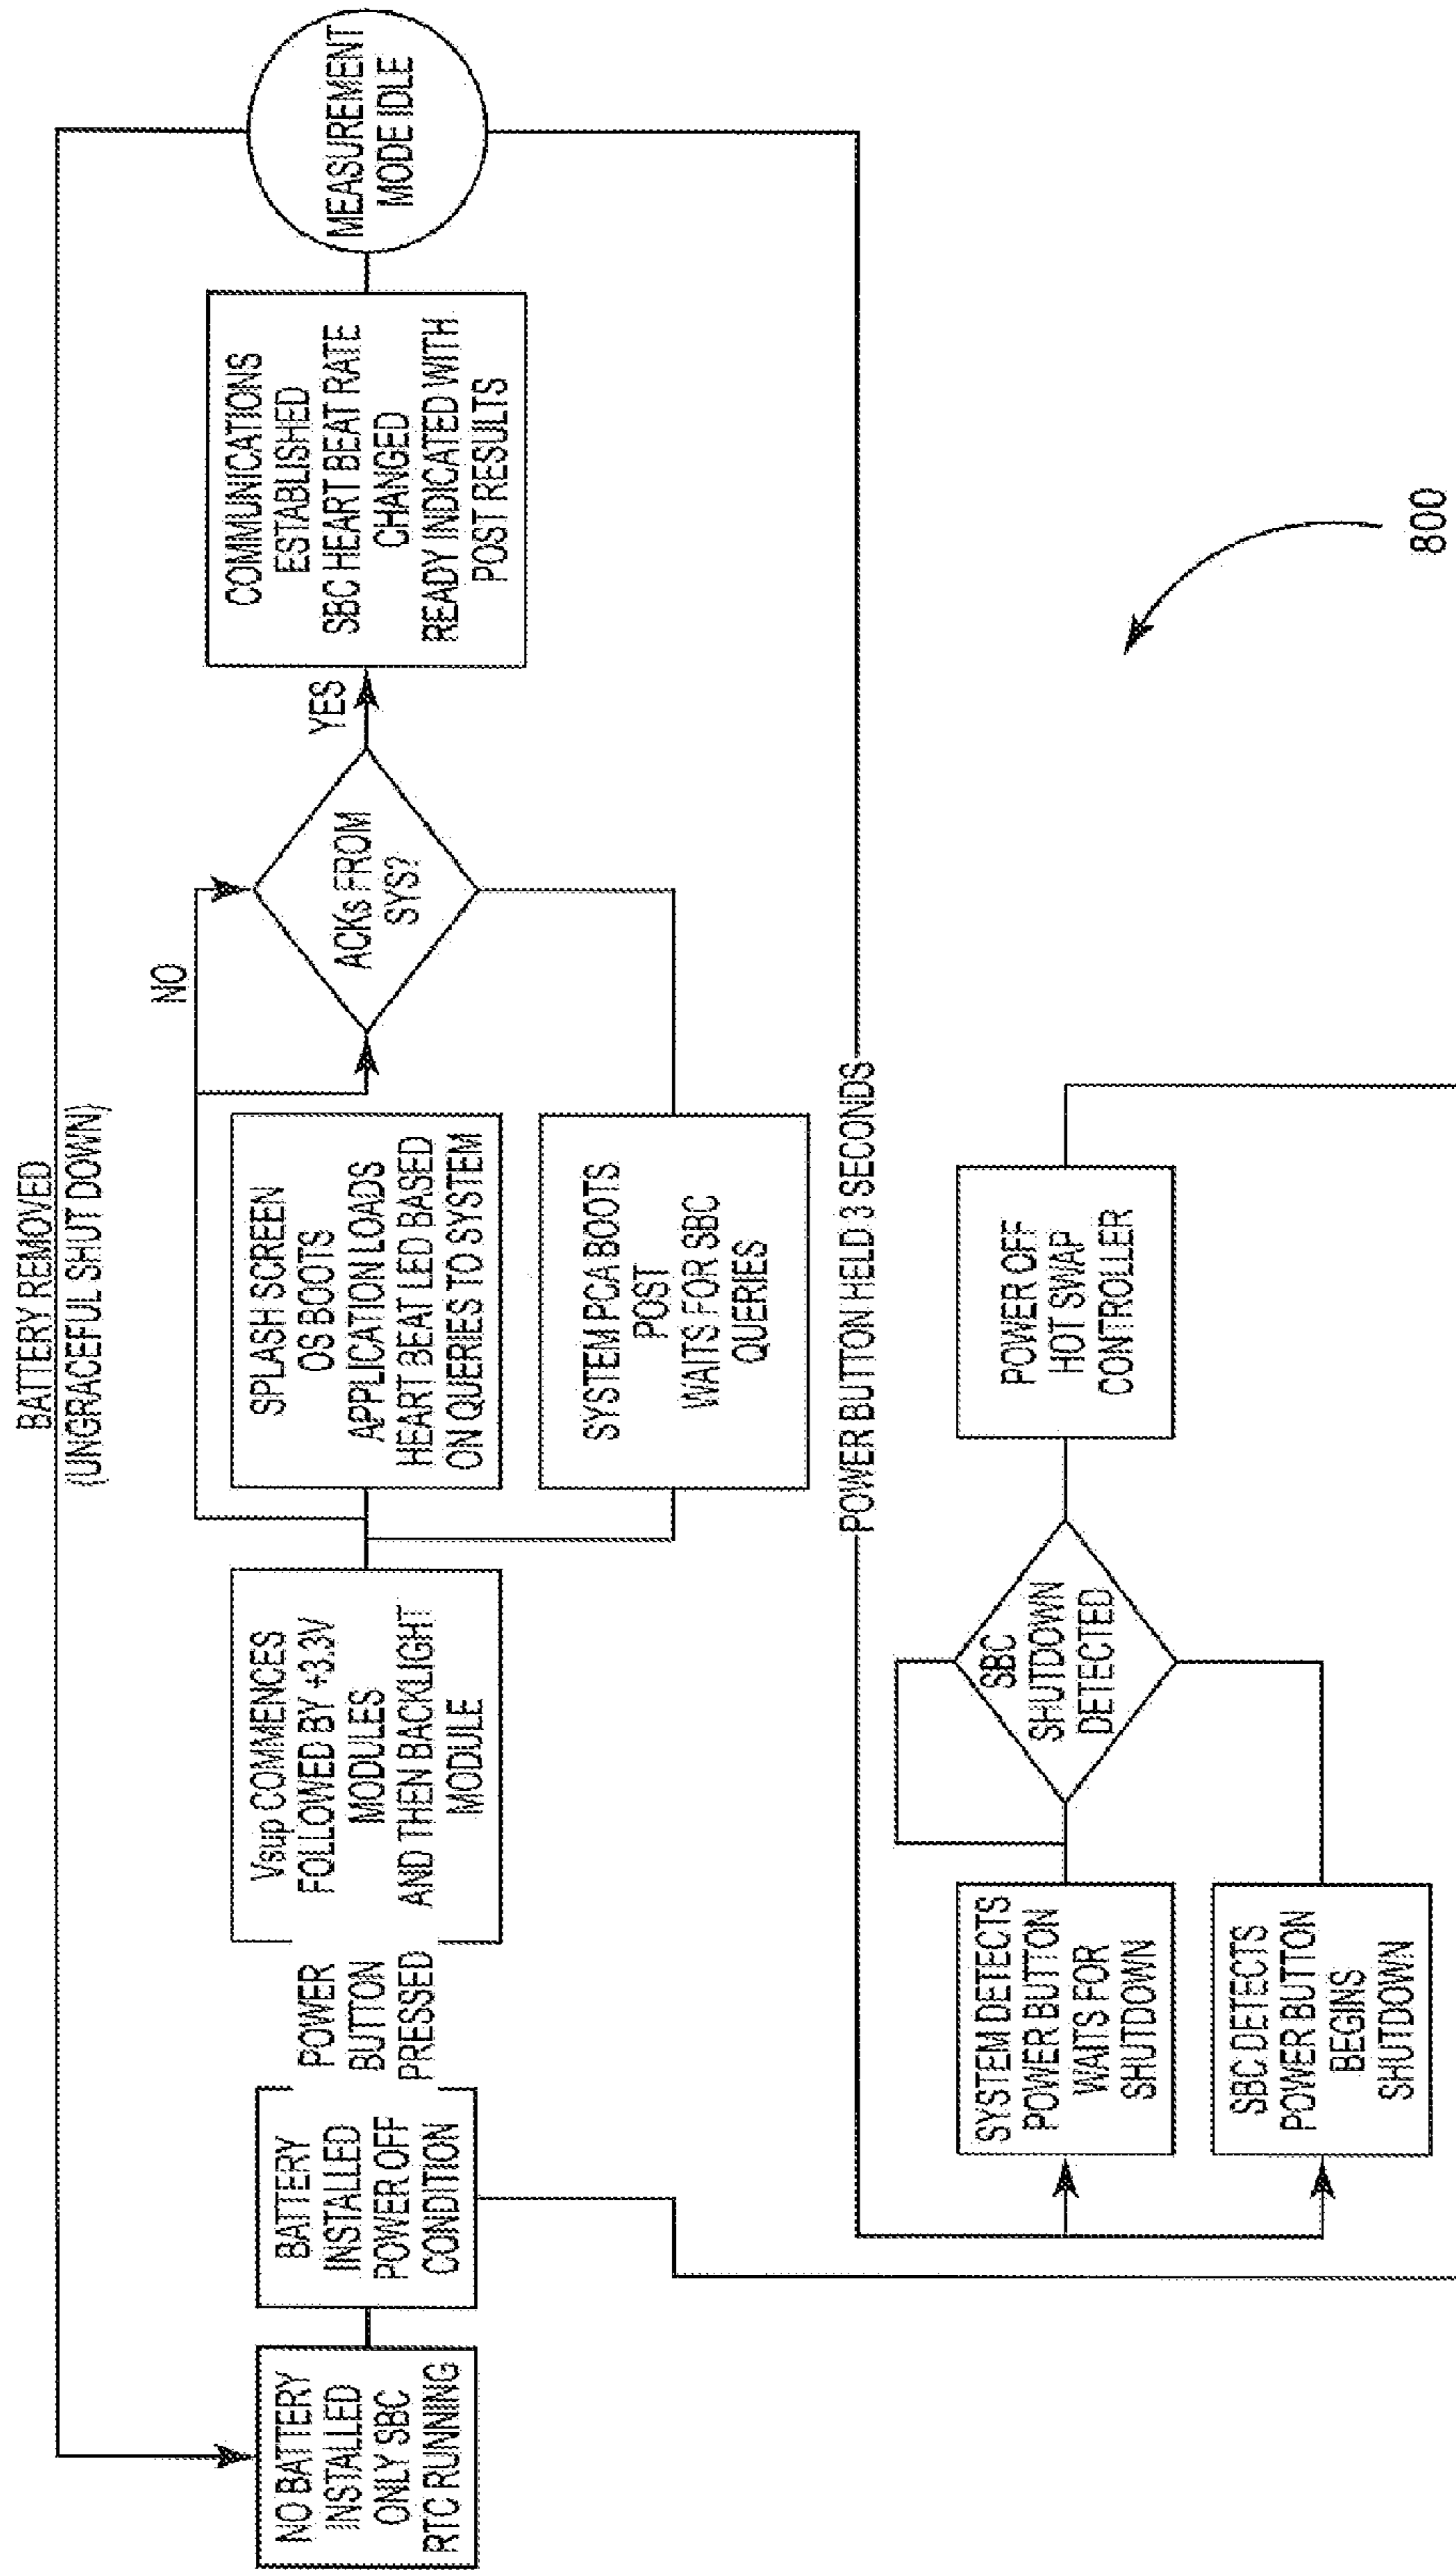 BATTERY REMOVED
(UNGRACEFUL SHUT DOWN)
NO BATTERY
INSTALLED
ONLY SBC
RTC RUNNING
BATTERY
INSTALLED
POWER OFF
CONDITION
POWER
BUTTON
PRESSED
Vsup COMMENCES
FOLLOWED BY +3.3V
MODULES
AND THEN BACKLIGHT
MODULE
NO
SPLASH SCREEN
OS BOOTS
APPLICATION LOADS
HEART BEAT LED BASED
ON QUERIES TO SYSTEM
SYSTEM PCA BOOTS
POST
WAITS FOR SBC
QUERIES
ACKs FROM
SYS?
YES
COMMUNICATIONS
ESTABLISHED
SBC HEART BEAT RATE
CHANGED
READY INDICATED WITH
POST RESULTS
MEASUREMENT
MODE IDLE
POWER BUTTON HELD 3 SECONDS
SYSTEM DETECTS
POWER BUTTON
WAITS FOR
SHUTDOWN
SBC DETECTS
POWER BUTTON
BEGINS
SHUTDOWN
SBC
SHUTDOWN
DETECTED
POWER OFF
HOT SWAP
CONTROLLER
800